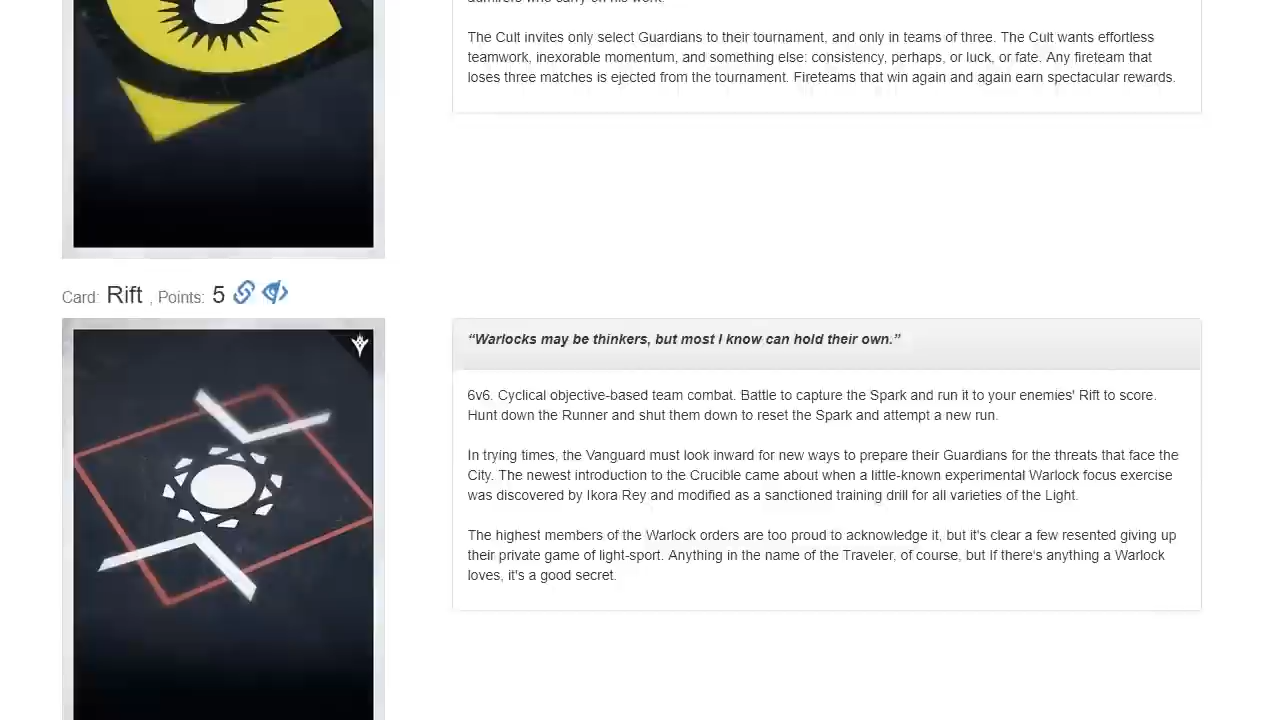 admirers who carry on his work.
The Cult invites only select Guardians to their tournament, and only in teams of three. The Cult wants effortless
teamwork, inexorable momentum, and something else: consistency, perhaps, or luck, or fate. Any fireteam that
loses three matches is ejected from the tournament. Fireteams that win again and again earn spectacular rewards.
Card: Rift , Points: 5
“Warlocks may be thinkers, but most I know can hold their own.”
6v6. Cyclical objective-based team combat. Battle to capture the Spark and run it to your enemies' Rift to score.
Hunt down the Runner and shut them down to reset the Spark and attempt a new run.
In trying times, the Vanguard must look inward for new ways to prepare their Guardians for the threats that face the
City. The newest introduction to the Crucible came about when a little-known experimental Warlock focus exercise
was discovered by Ikora Rey and modified as a sanctioned training drill for all varieties of the Light.
The highest members of the Warlock orders are too proud to acknowledge it, but it's clear a few resented giving up
their private game of light-sport. Anything in the name of the Traveler, of course, but if there's anything a Warlock
loves, it's a good secret.